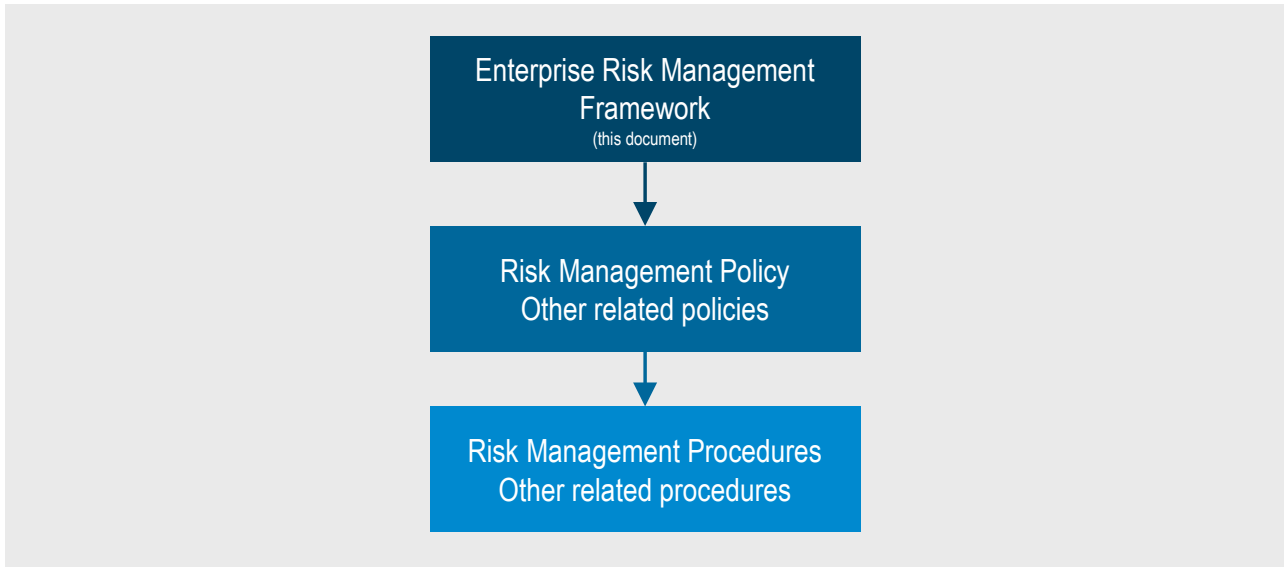 Enterprise Risk Management
Framework
(this document)
Risk Management Policy
Other related policies
Risk Management Procedures
Other related procedures